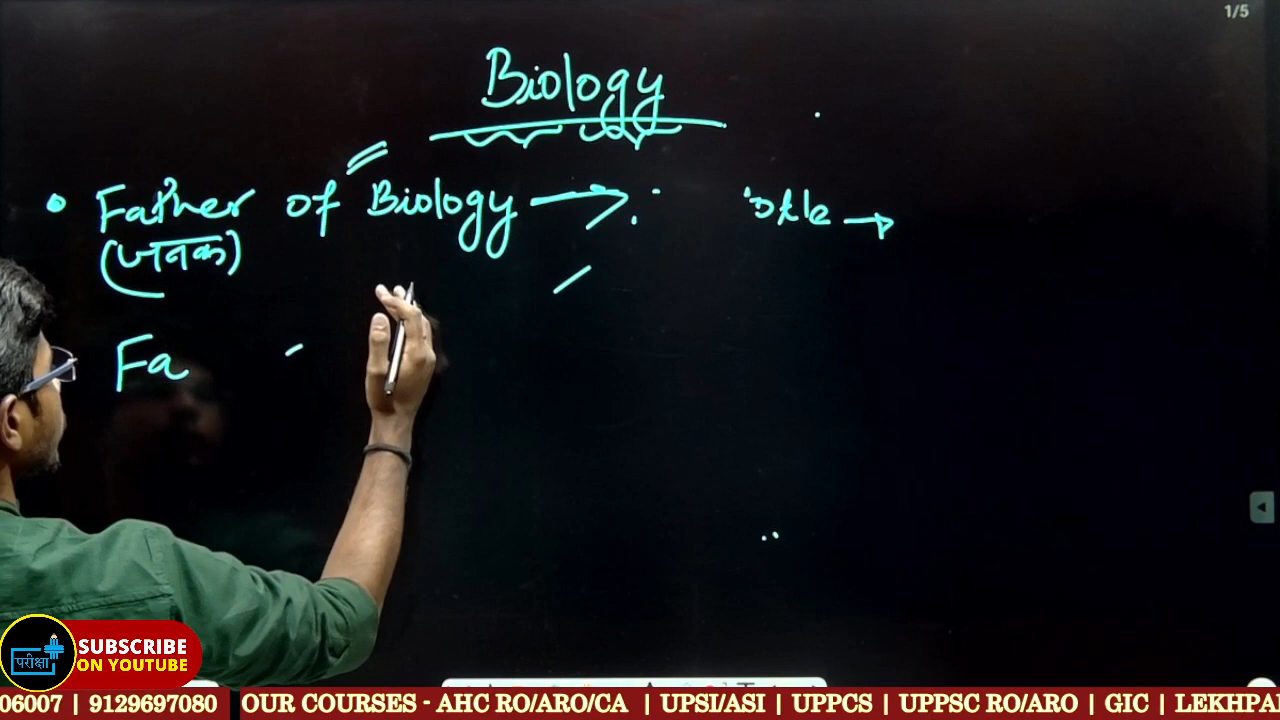 1/5
Biology
• Father of Biology →
(जनक)
Fa
परीक्षा
SUBSCRIBE
ON YOUTUBE
06007 | 9129697080 | OUR COURSES - AHC RO/ARO/CA | UPSI/ASI | UPPCS | UPPSC RO/ARO | GIC | LEKHPA